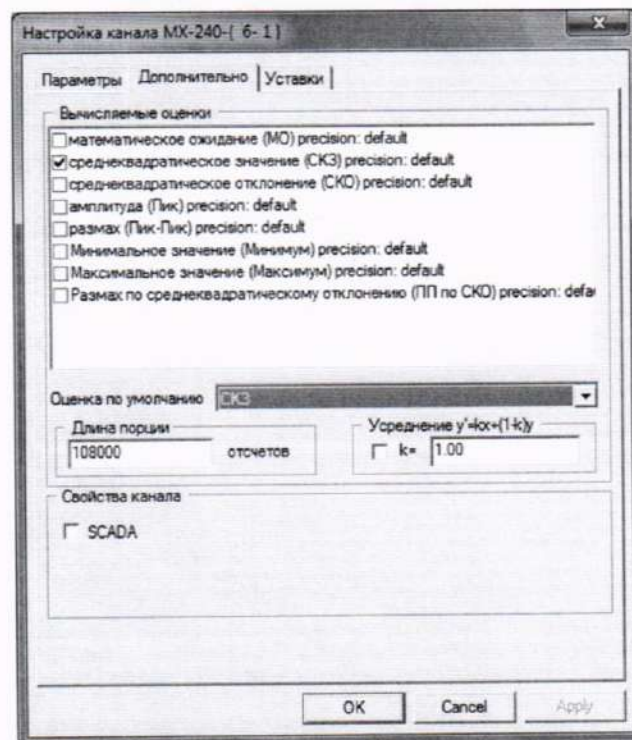 Настройка канала МХ-240-{ 6- 1 }
Параметры Дополнительно Уставки
Вычисляемые оценки
математическое ожидание (МО) precision: default
среднеквадратическое значение (СКЗ) precision: default
среднеквадратическое отклонение (СКО) precision: default
амплитуда (Пик) precision: default
размах (Пик-Пик) precision: default
Минимальное значение (Минимум) precision: default
Максимальное значение (Максимум) precision: default
Размах по среднеквадратическому отклонению (ПП по СКО) precision: defau
Оценка по умолчанию СКЗ
Длина порции
108000 отсчетов
Усреднение y'=kx+(1-k)y
k= 1.00
Свойства канала
SCADA
OK Cancel Apply